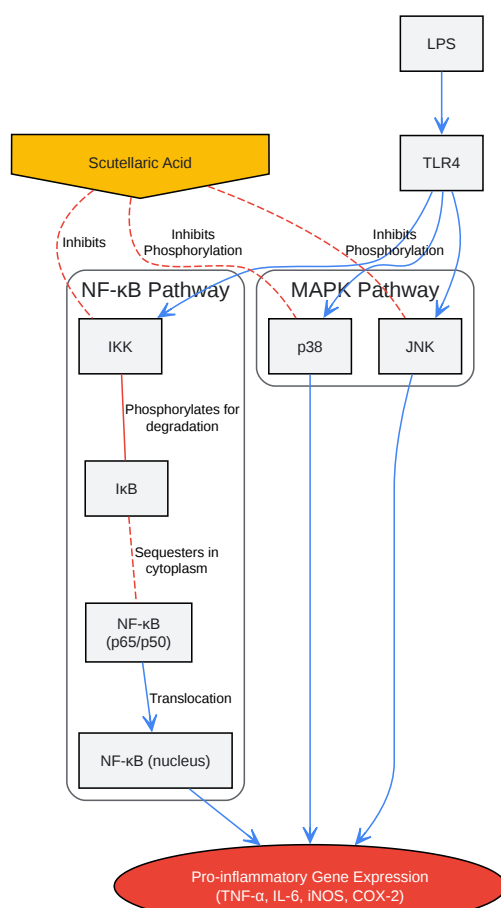 LPS
TLR4
Scutellaric Acid
Inhibits
Inhibits
Phosphorylation
Inhibits
Phosphorylation
NF-κB Pathway
MAPK Pathway
IKK
p38
JNK
Phosphorylates for
degradation
IκB
Sequesters in
cytoplasm
NF-κB
(p65/p50)
Translocation
NF-κB (nucleus)
Pro-inflammatory Gene Expression
(TNF-α, IL-6, iNOS, COX-2)